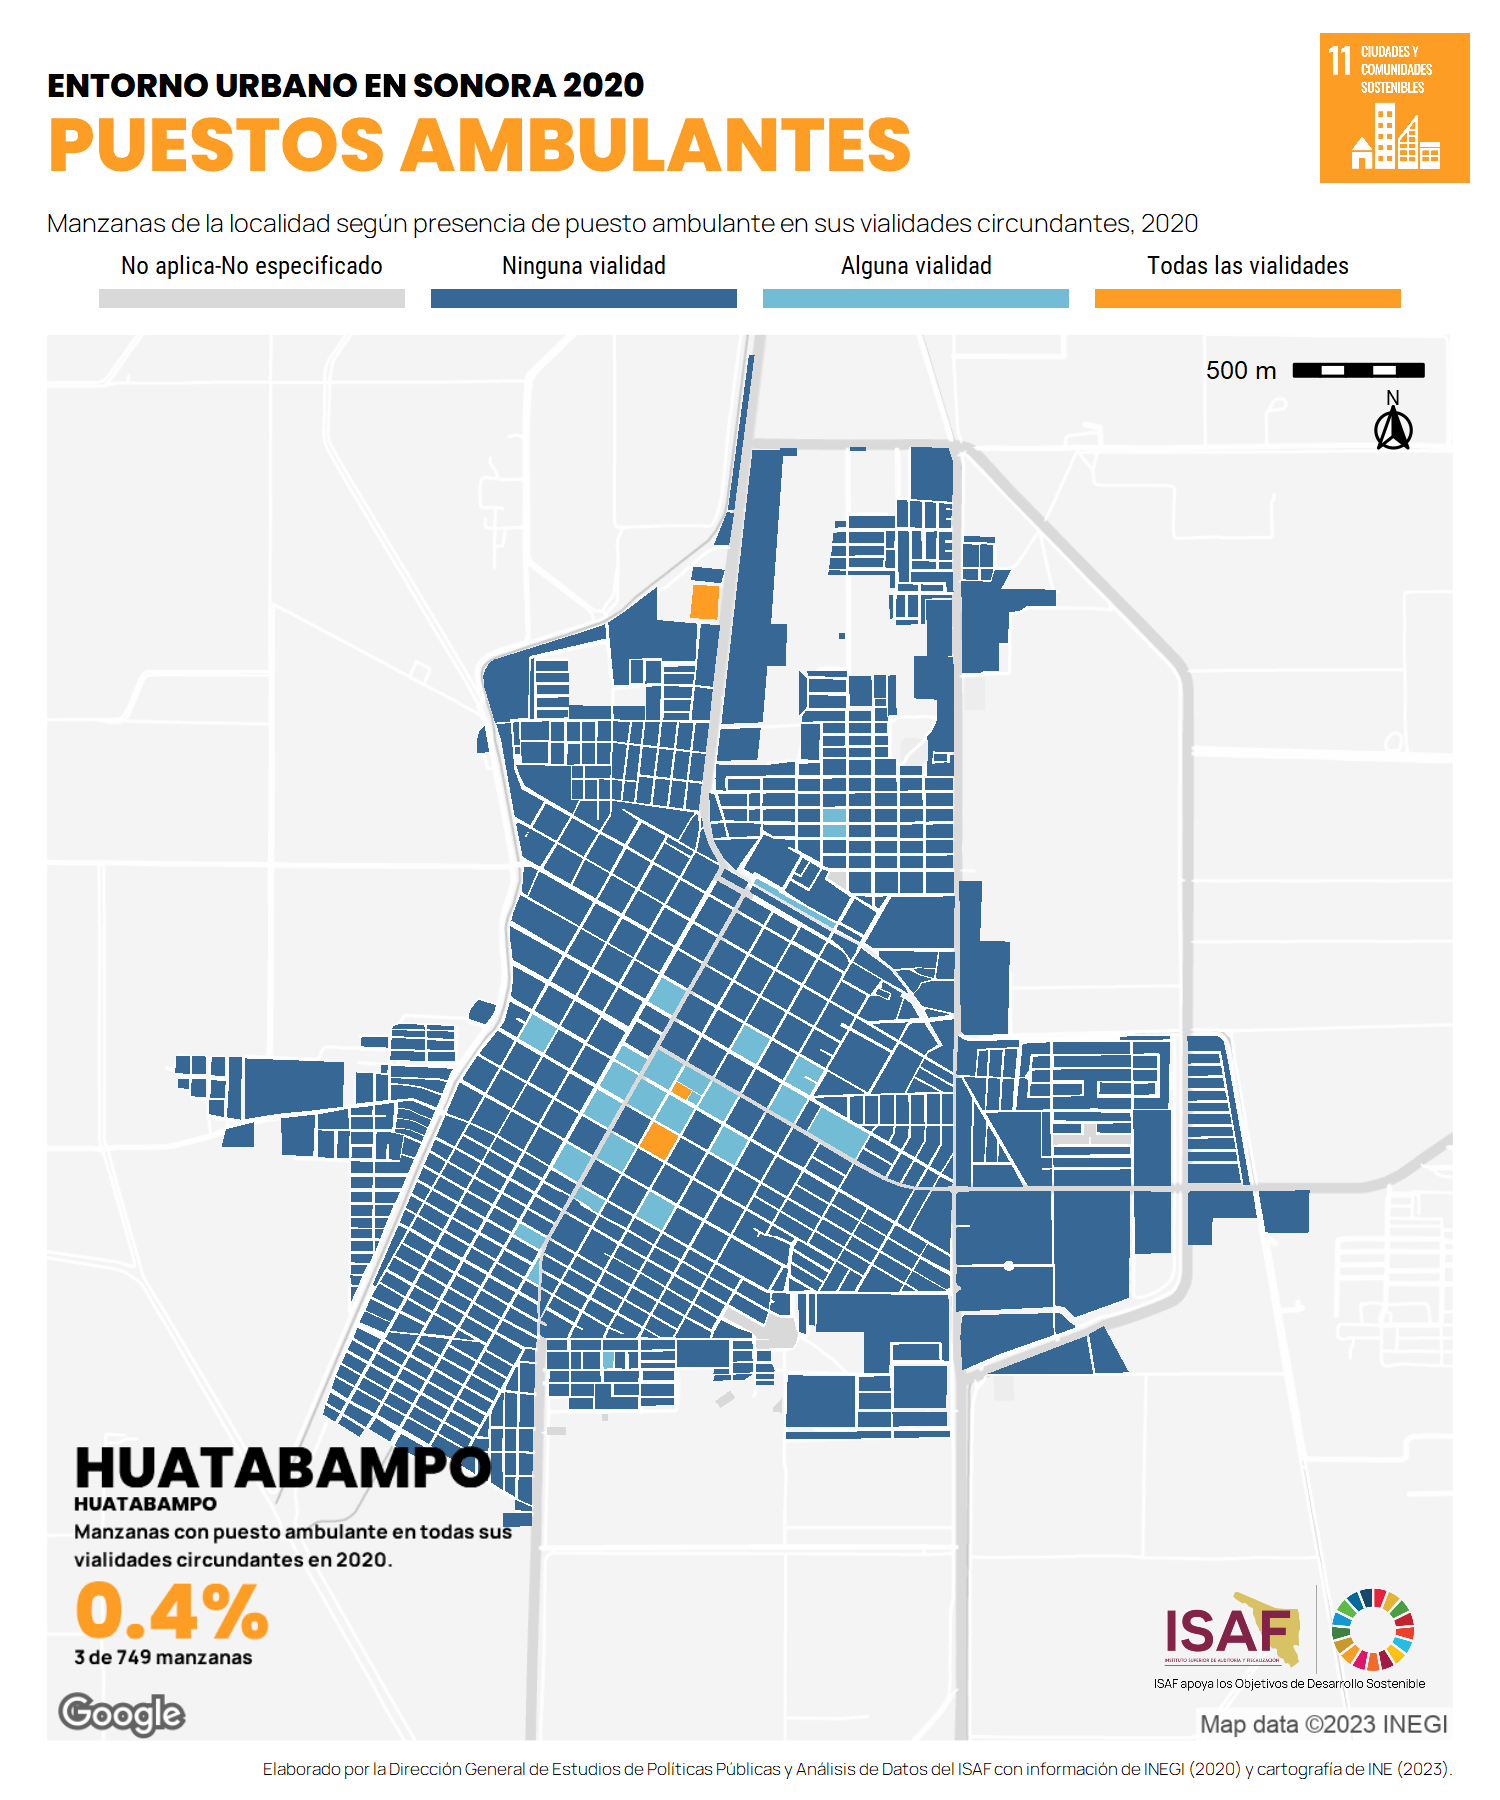 ENTORNO URBANO EN SONORA 2020
PUESTOS AMBULANTES
11 CIUDADES Y
COMUNIDADES
SOSTENIBLES
Manzanas de la localidad según presencia de puesto ambulante en sus vialidades circundantes, 2020
No aplica-No especificado
Ninguna vialidad
Alguna vialidad
Todas las vialidades
500 m
N
HUATABAMPO
HUATABAMPO
Manzanas con puesto ambulante en todas sus
vialidades circundantes en 2020.
0.4%
3 de 749 manzanas
Google
ISAF
INSTITUTO SUPERIOR DE AUDITORÍA Y FISCALIZACIÓN
ISAF apoya los Objetivos de Desarrollo Sostenible
Map data ©2023 INEGI
Elaborado por la Dirección General de Estudios de Políticas Públicas y Análisis de Datos del ISAF con información de INEGI (2020) y cartografía de INE (2023).